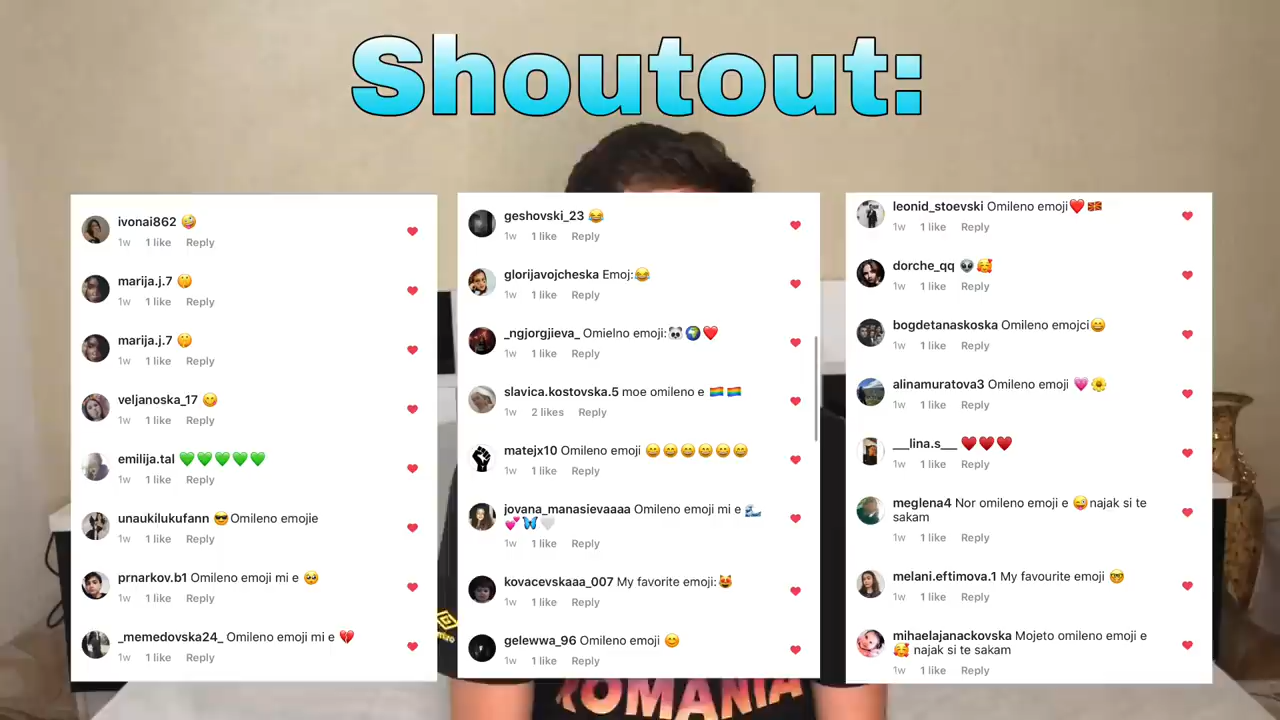 Shoutout:
ivonai862 🤪
1w 1 like Reply
marija.j.7 🤫
1w 1 like Reply
marija.j.7 🤫
1w 1 like Reply
veljanoska_17 😋
1w 1 like Reply
emilija.tal 💚💚💚💚💚
1w 1 like Reply
unaukilukufann 😎Omileno emojie
1w 1 like Reply
prnarkov.b1 Omileno emoji mi e 🥺
1w 1 like Reply
_memedovska24_ Omileno emoji mi e 💔
1w 1 like Reply
geshovski_23 😂
1w 1 like Reply
glorijavojcheska Emoj:😂
1w 1 like Reply
_ngjorgjieva_ Omielno emoji:🐼🌍❤️
1w 1 like Reply
slavica.kostovska.5 moe omileno e 🏳️‍🌈🏳️‍🌈
1w 2 likes Reply
matejx10 Omileno emoji 😀😀😀😀😀😀
1w 1 like Reply
jovana_manasievaaaa Omileno emoji mi e 🌊
💕🦋🤍
1w 1 like Reply
kovacevskaaa_007 My favorite emoji:😻
1w 1 like Reply
gelewwa_96 Omileno emoji 😊
1w 1 like Reply
leonid_stoevski Omileno emoji❤️🇲🇰
1w 1 like Reply
dorche_qq 👽🥰
1w 1 like Reply
bogdetanaskoska Omileno emojci😄
1w 1 like Reply
alinamuratova3 Omileno emoji 💗🌼
1w 1 like Reply
___lina.s___ ♥️♥️♥️
1w 1 like Reply
meglena4 Nor omileno emoji e 😜najak si te
sakam
1w 1 like Reply
melani.eftimova.1 My favourite emoji 🤓
1w 1 like Reply
mihaelajanackovska Mojeto omileno emoji e
🥰 najak si te sakam
1w 1 like Reply
ROMANIA